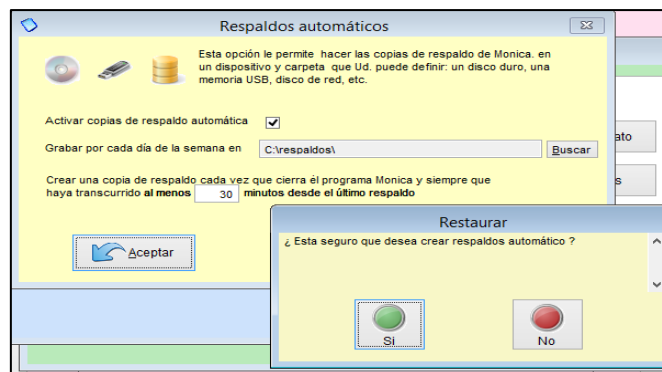 Respaldos automáticos
Esta opción le permite hacer las copias de respaldo de Monica. en
un dispositivo y carpeta que Ud. puede definir: un disco duro, una
memoria USB, disco de red, etc.
Activar copias de respaldo automática
Grabar por cada día de la semana en C:\respaldos\ Buscar
Crear una copia de respaldo cada vez que cierra él programa Monica y siempre que
haya transcurrido al menos 30 minutos desde el último respaldo
Aceptar
Restaurar
¿ Esta seguro que desea crear respaldos automático ?
Si
No
ato
s